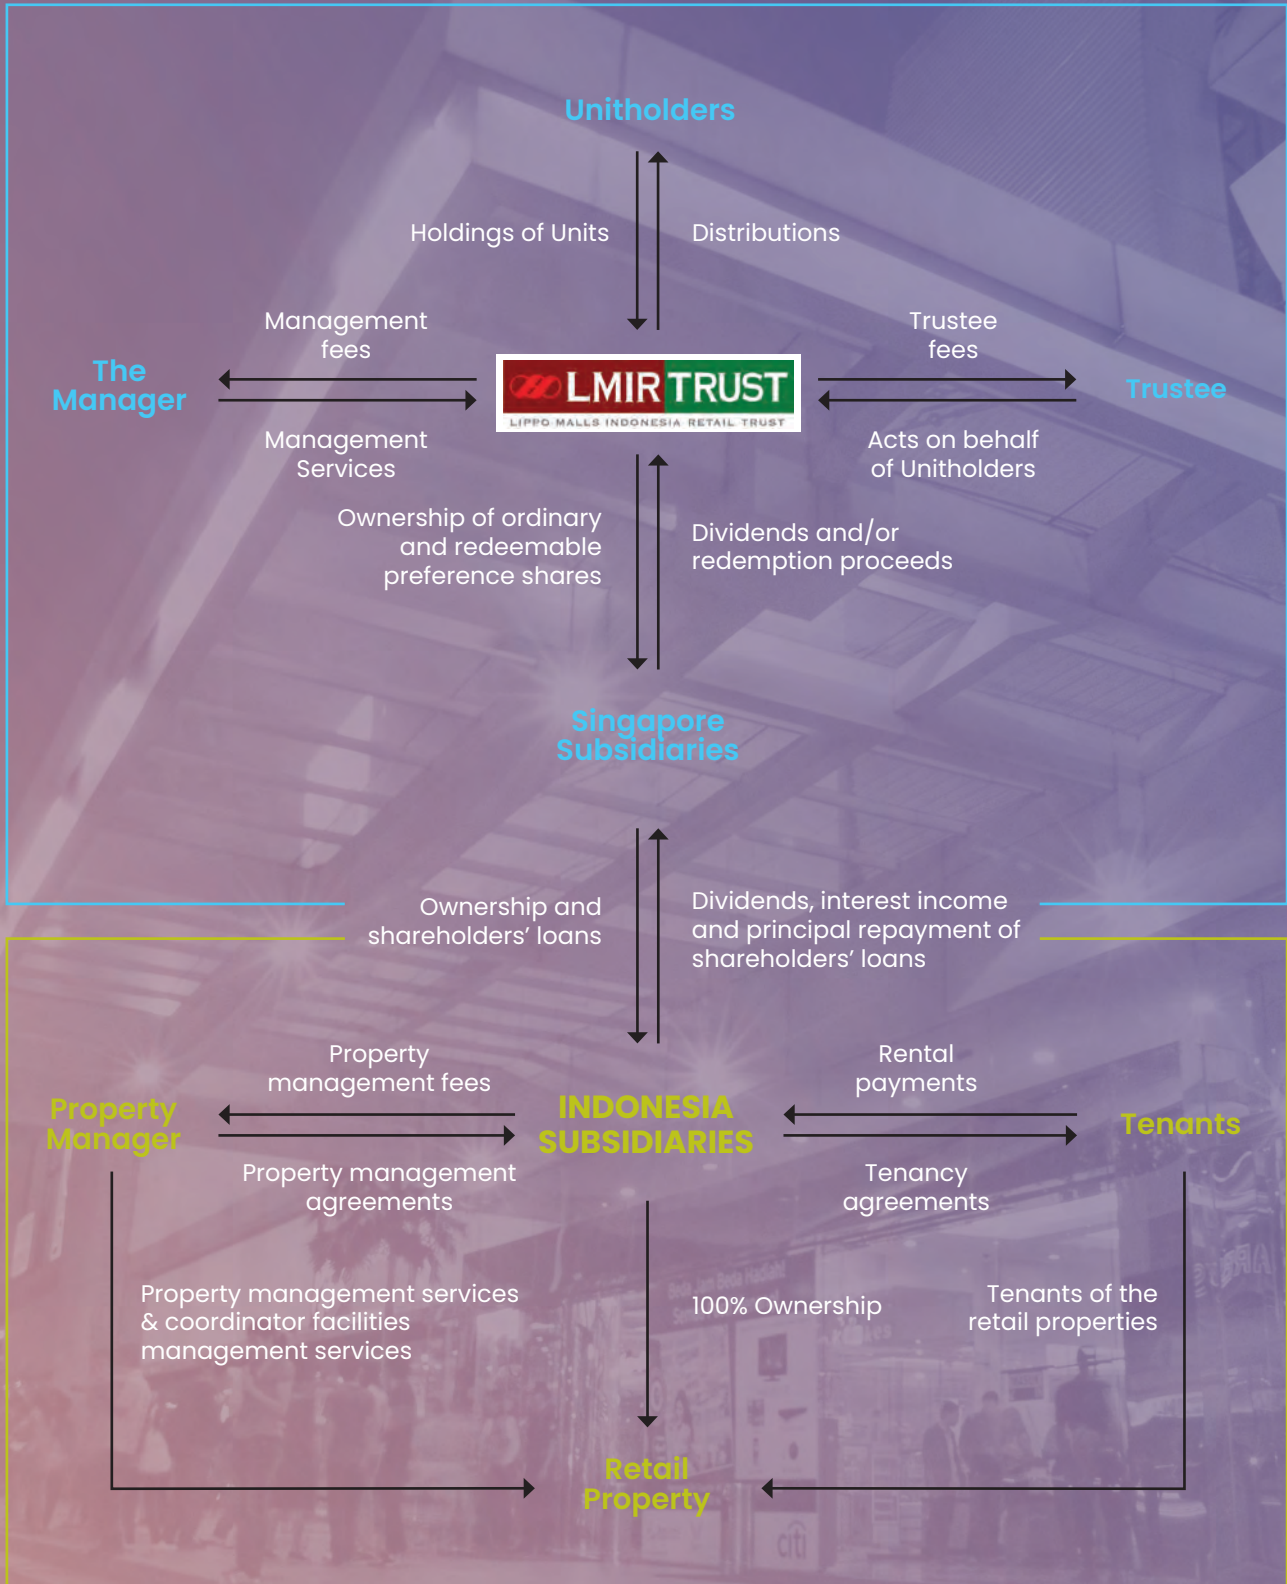 Unitholders
Holdings of Units
Distributions
Management
fees
Trustee
fees
The
Manager
LMIR TRUST
LIPPO MALLS INDONESIA RETAIL TRUST
Trustee
Management
Services
Acts on behalf
of Unitholders
Ownership of ordinary
and redeemable
preference shares
Dividends and/or
redemption proceeds
Singapore
Subsidiaries
Ownership and
shareholders’ loans
Dividends, interest income
and principal repayment of
shareholders’ loans
Property
management fees
Rental
payments
Property
Manager
INDONESIA
SUBSIDIARIES
Tenants
Property management
agreements
Tenancy
agreements
Property management services
& coordinator facilities
management services
100% Ownership
Tenants of the
retail properties
Retail
Property
citi